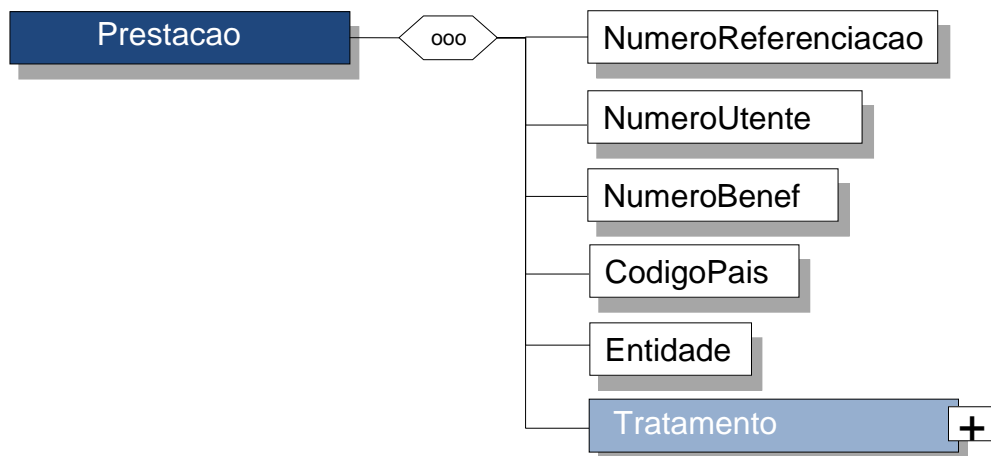 Prestacao
ooo
NumeroReferenciacao
NumeroUtente
NumeroBenef
CodigoPais
Entidade
Tratamento
+